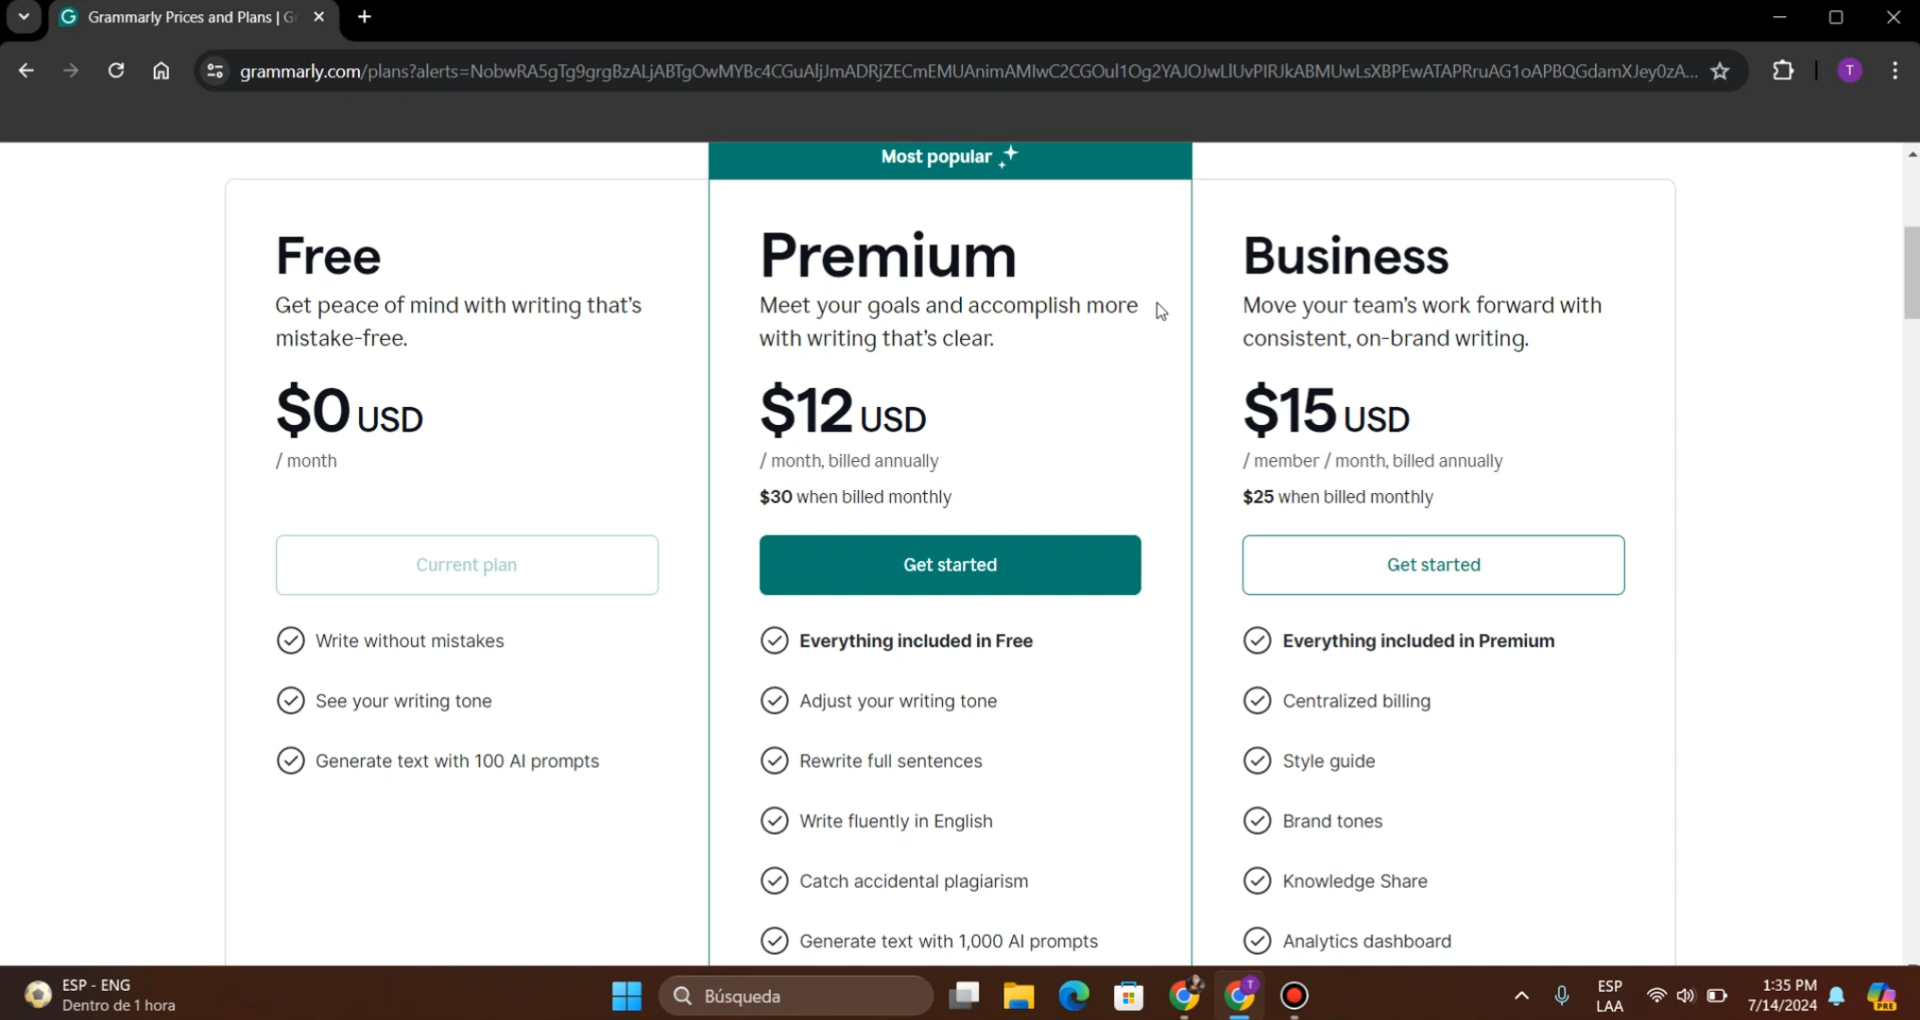 Grammarly Prices and Plans | G
grammarly.com/plans?alerts=
Most popular
Free
Get peace of mind with writing that's
mistake-free.
$0 USD
/ month
Current plan
Write without mistakes
See your writing tone
Generate text with 100 AI prompts
Premium
Meet your goals and accomplish more
with writing that's clear.
$12 USD
/ month, billed annually
$30 when billed monthly
Get started
Everything included in Free
Adjust your writing tone
Rewrite full sentences
Write fluently in English
Catch accidental plagiarism
Generate text with 1,000 AI prompts
Business
Move your team's work forward with
consistent, on-brand writing.
$15 USD
/ member / month, billed annually
$25 when billed monthly
Get started
Everything included in Premium
Centralized billing
Style guide
Brand tones
Knowledge Share
Analytics dashboard
ESP - ENG
Dentro de 1 hora
Búsqueda
ESP
LAA
1:35 PM
7/14/2024
T
PRE